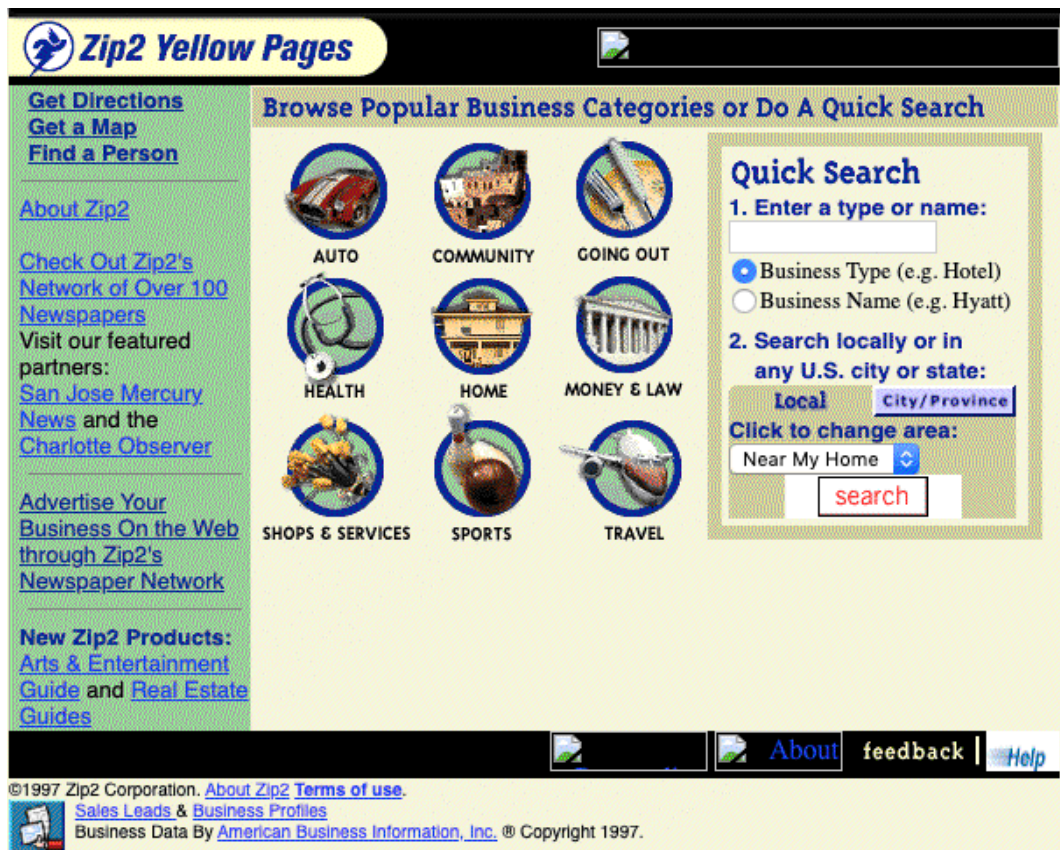 Zip2 Yellow Pages
Get Directions
Get a Map
Find a Person
About Zip2
Check Out Zip2's
Network of Over 100
Newspapers
Visit our featured
partners:
San Jose Mercury
News and the
Charlotte Observer
Advertise Your
Business On the Web
through Zip2's
Newspaper Network
New Zip2 Products:
Arts & Entertainment
Guide and Real Estate
Guides
Browse Popular Business Categories or Do A Quick Search
AUTO
COMMUNITY
GOING OUT
HEALTH
HOME
MONEY & LAW
SHOPS & SERVICES
SPORTS
TRAVEL
Quick Search
1. Enter a type or name:
Business Type (e.g. Hotel)
Business Name (e.g. Hyatt)
2. Search locally or in
any U.S. city or state:
Local
City/Province
Click to change area:
Near My Home
search
About
feedback
Help
©1997 Zip2 Corporation. About Zip2 Terms of use.
Sales Leads & Business Profiles
Business Data By American Business Information, Inc. ® Copyright 1997.